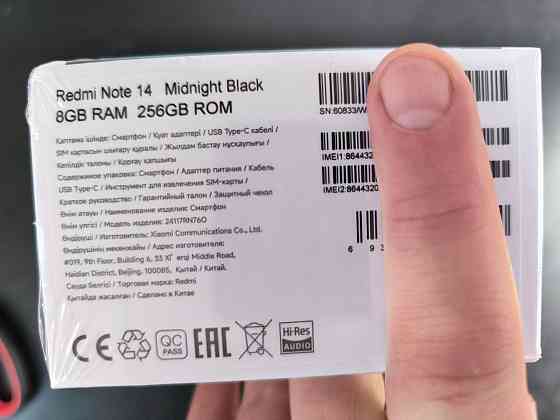 Redmi Note 14 Midnight Black
8GB RAM 256GB ROM
Қаптама ішінде: Смартфон / Қуат адаптері / USB Type-C кабелі /
SIM картасын шығару құралы / Жылдам бастау нұсқаулығы /
Кепілдік талоны / Қорғау қапшығы
Содержимое упаковки: Смартфон / Адаптер питания / Кабель
USB Type-C / Инструмент для извлечения SIM-карты /
Краткое руководство / Гарантийный талон / Защитный чехол
Өнім атауы / Наименование изделия: Смартфон
Өнім үлгісі / Модель изделия: 24117RN76O
Өндіруші / Изготовитель: Xiaomi Communications Co., Ltd.
Өндірушінің мекенжайы / Адрес изготовителя:
#019, 9th Floor, Building 6, 33 Xi'erqi Middle Road,
Haidian District, Beijing, 100085, Қытай / Китай.
Сауда белгісі / Торговая марка: Redmi
Қытайда жасалған / Сделано в Китае
SN:60833/W
IMEI1:864432
IMEI2:8644320
6 9 3
CE
QC
PASS
EAC
Hi-Res
AUDIO